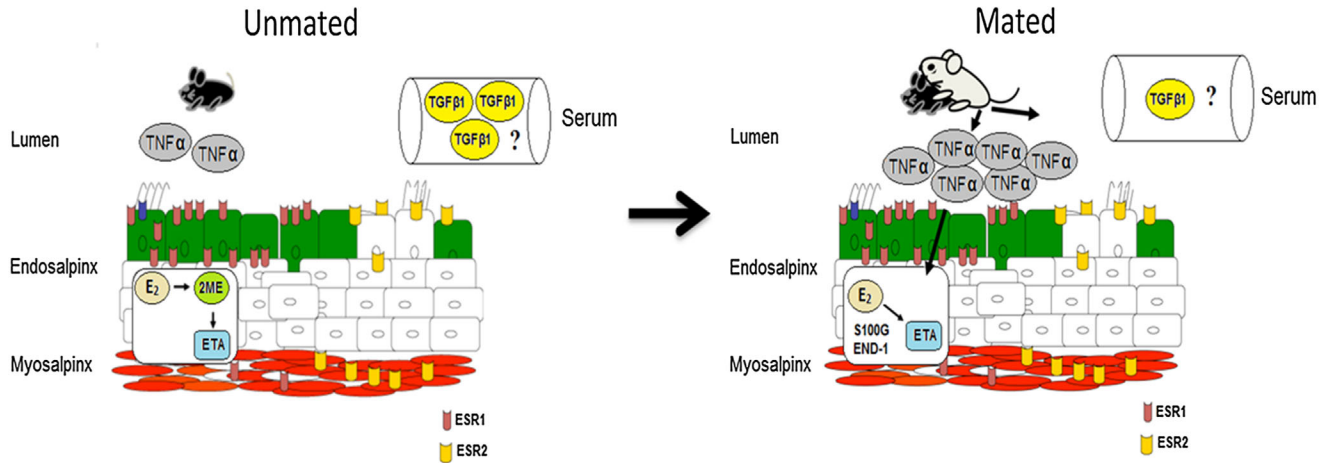 Unmated
TGFβ1 TGFβ1
TGFβ1 ?
Serum
Lumen
TNFα
TNFα
Endosalpinx
E2
2ME
ETA
Myosalpinx
ESR1
ESR2
Mated
TGFβ1 ?
Serum
Lumen
TNFα TNFα
TNFα TNFα
TNFα TNFα
Endosalpinx
E2
S100G
END-1
ETA
Myosalpinx
ESR1
ESR2